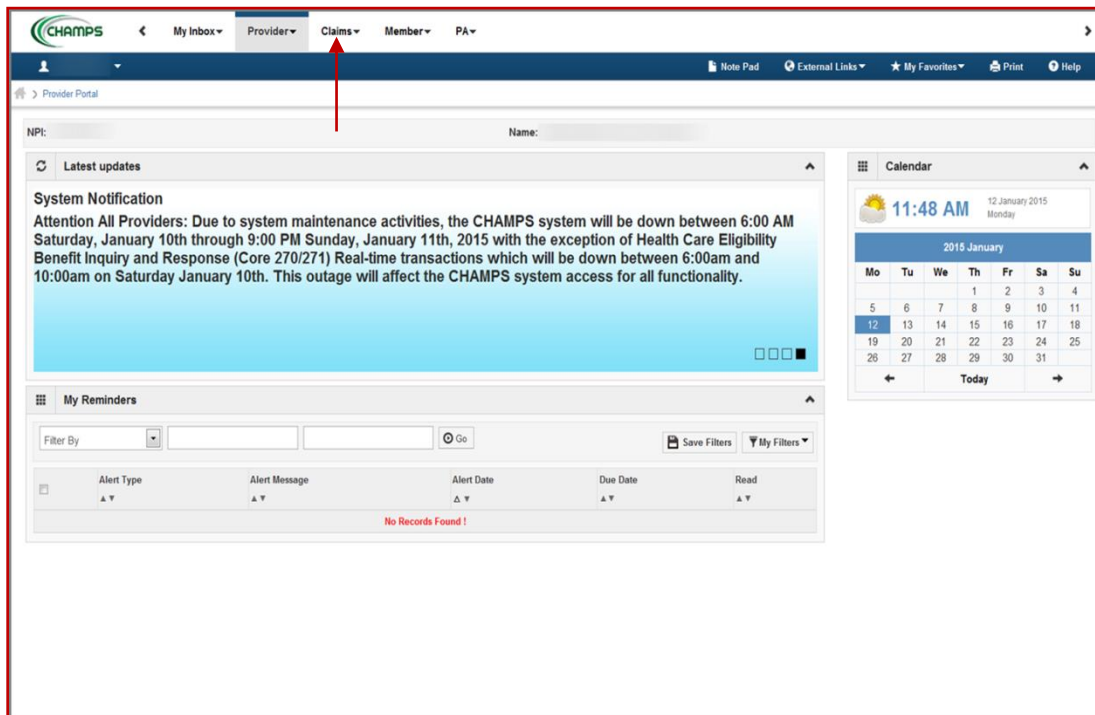 CHAMPS My Inbox Provider Claims Member PA
Note Pad External Links My Favorites Print Help
Provider Portal
NPI: Name:
Latest updates
System Notification
Attention All Providers: Due to system maintenance activities, the CHAMPS system will be down between 6:00 AM
Saturday, January 10th through 9:00 PM Sunday, January 11th, 2015 with the exception of Health Care Eligibility
Benefit Inquiry and Response (Core 270/271) Real-time transactions which will be down between 6:00am and
10:00am on Saturday January 10th. This outage will affect the CHAMPS system access for all functionality.
Calendar
11:48 AM
12 January 2015
Monday
2015 January
Mo Tu We Th Fr Sa Su
1 2 3 4
5 6 7 8 9 10 11
12 13 14 15 16 17 18
19 20 21 22 23 24 25
26 27 28 29 30 31
Today
My Reminders
Filter By Go Save Filters My Filters
Alert Type Alert Message Alert Date Due Date Read
No Records Found !